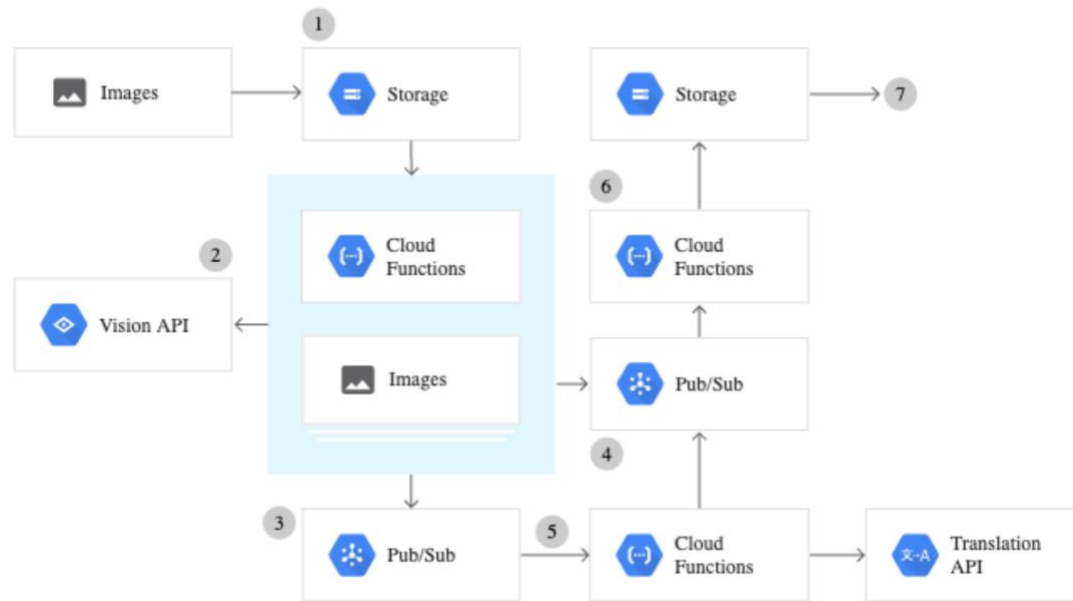 1
Images
Storage
Storage
7
6
2
Cloud
Functions
Cloud
Functions
Vision API
Images
Pub/Sub
4
3
5
Pub/Sub
Cloud
Functions
文→A
Translation
API